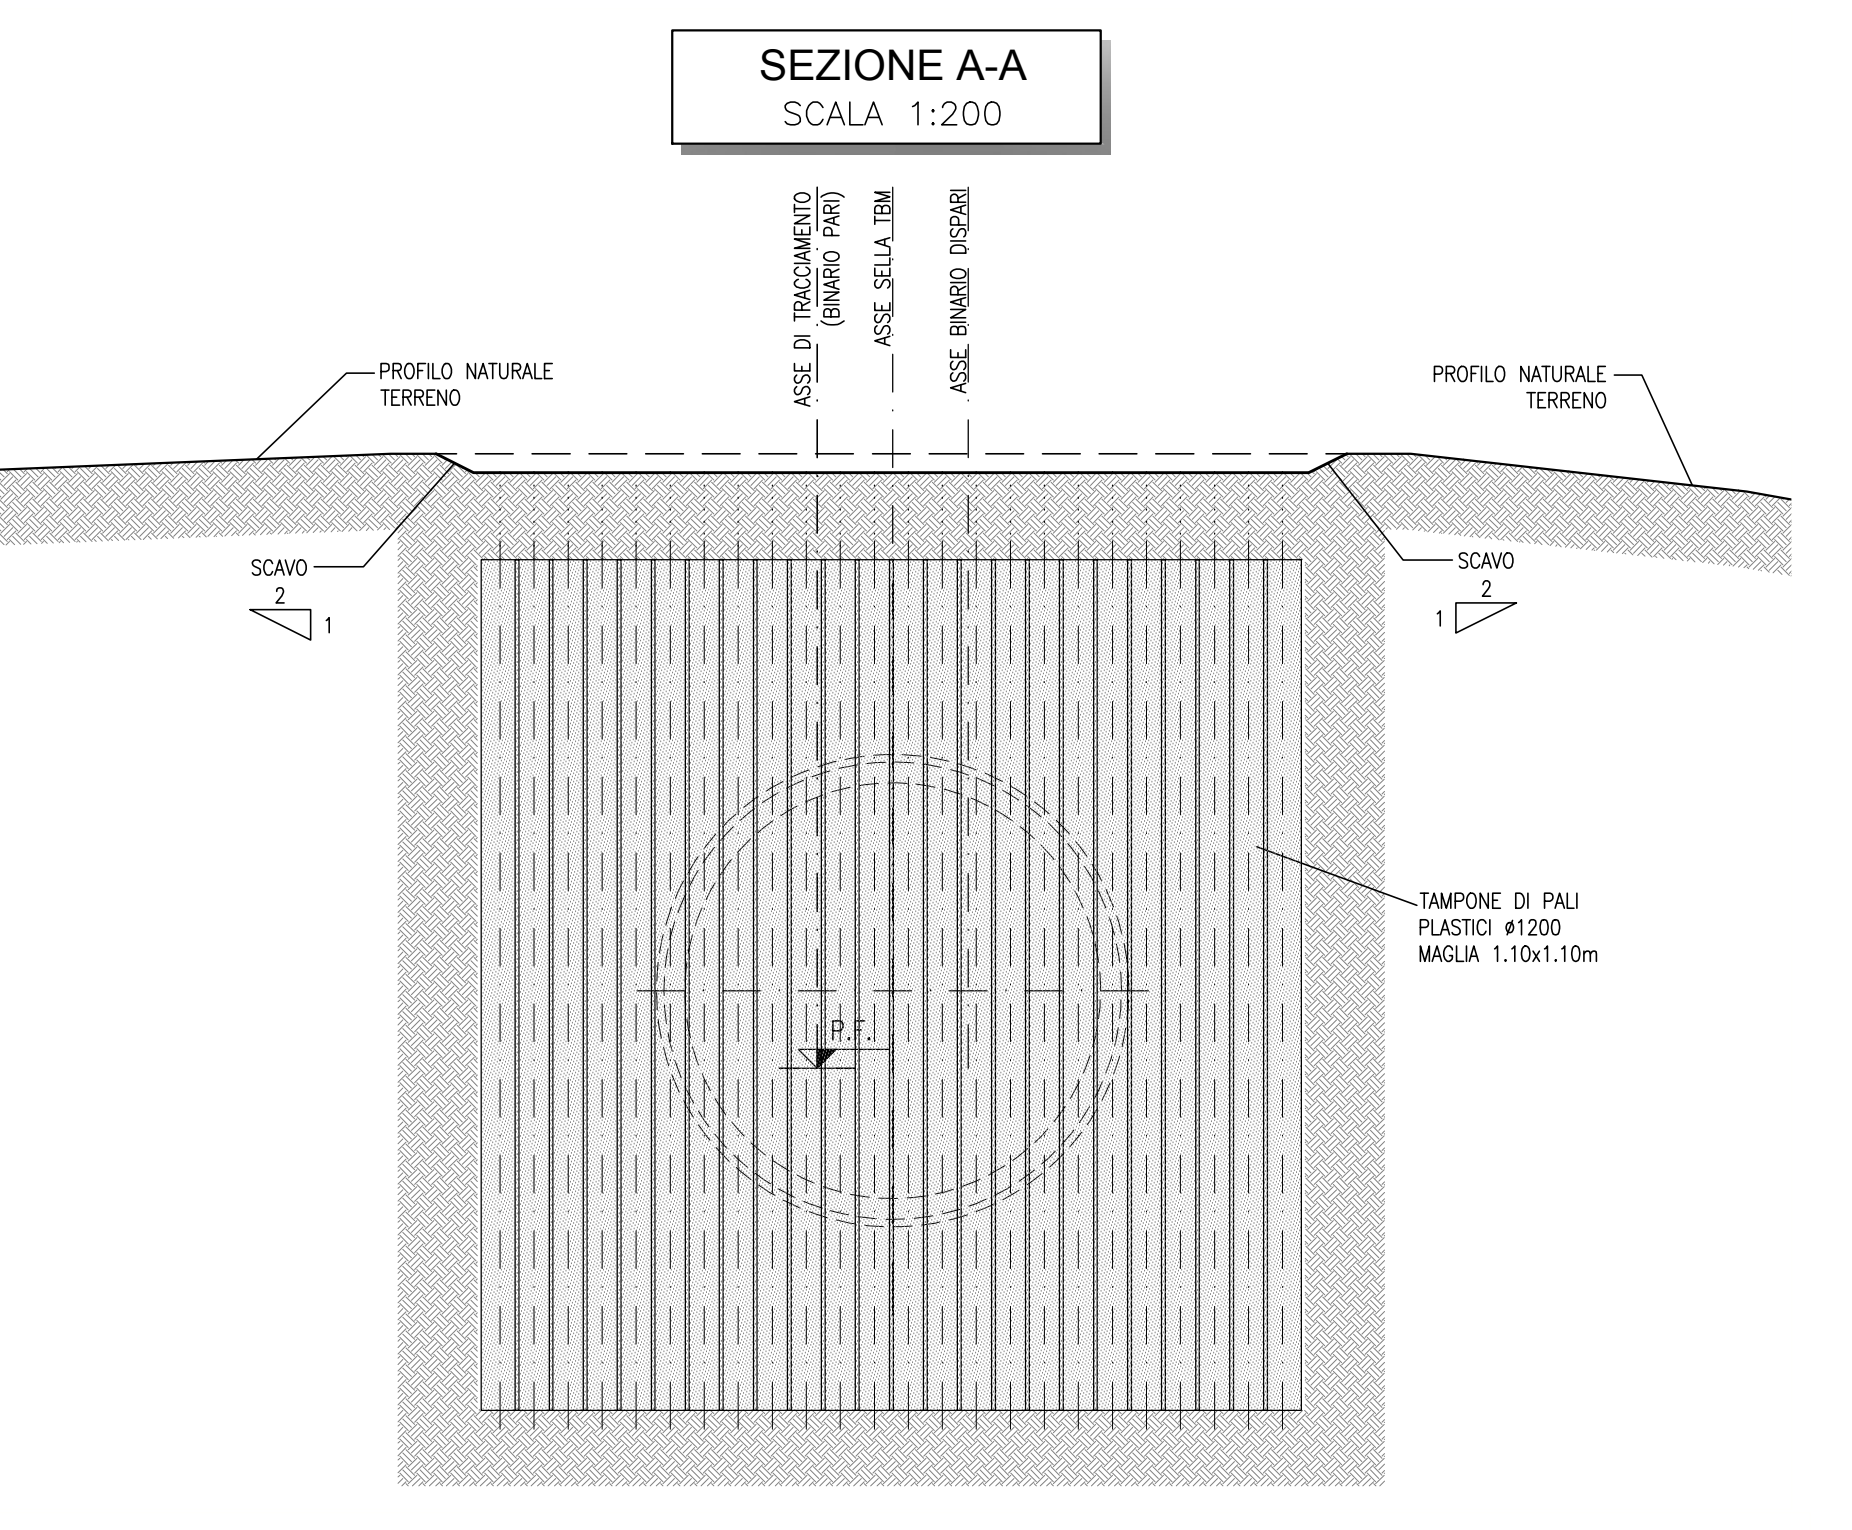 SEZIONE A-A
SCALA 1:200
ASSE DI TRACCIAMENTO
(BINARIO PARI)
ASSE SELLA TBM
ASSE BINARIO DISPARI
PROFILO NATURALE
TERRENO
PROFILO NATURALE
TERRENO
SCAVO
2
1
SCAVO
2
1
TAMPONE DI PALI
PLASTICI ø1200
MAGLIA 1.10x1.10m
P.F.